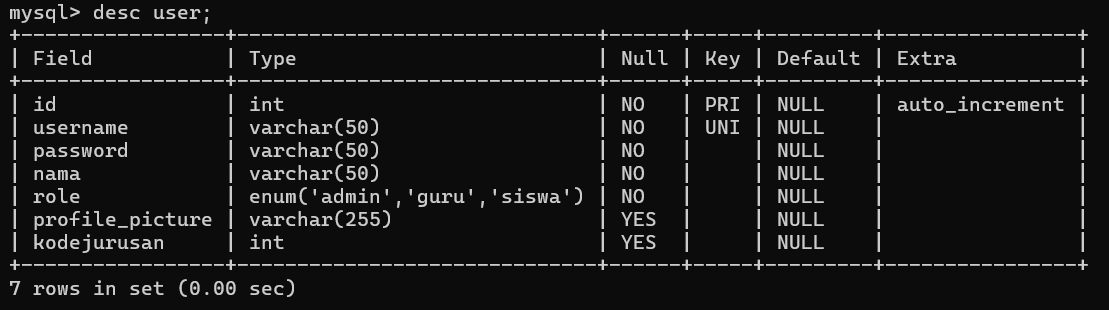 mysql> desc user;
+-----------------+------------------------------+------+-----+---------+----------------+
| Field           | Type                         | Null | Key | Default | Extra          |
+-----------------+------------------------------+------+-----+---------+----------------+
| id              | int                          | NO   | PRI | NULL    | auto_increment |
| username        | varchar(50)                  | NO   | UNI | NULL    |                |
| password        | varchar(50)                  | NO   |     | NULL    |                |
| nama            | varchar(50)                  | NO   |     | NULL    |                |
| role            | enum('admin','guru','siswa') | NO   |     | NULL    |                |
| profile_picture | varchar(255)                 | YES  |     | NULL    |                |
| kodejurusan     | int                          | YES  |     | NULL    |                |
+-----------------+------------------------------+------+-----+---------+----------------+
7 rows in set (0.00 sec)